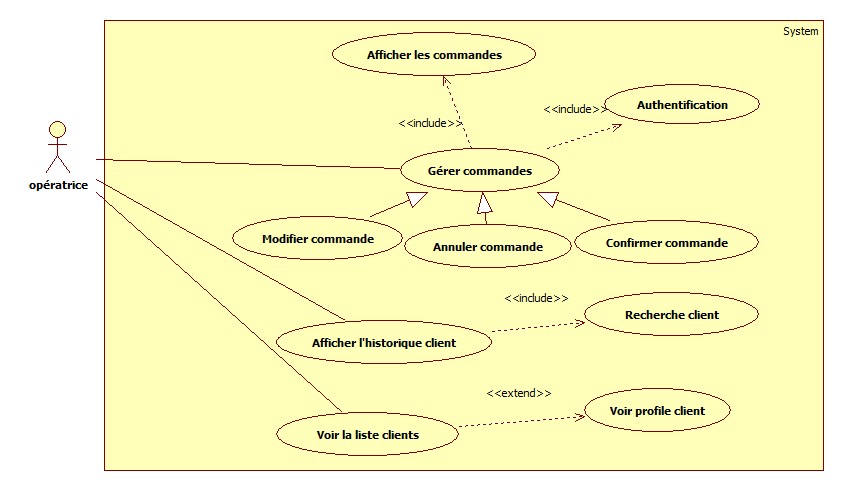 System
Afficher les commandes
<<include>>
<<include>>
Authentification
opératrice
Gérer commandes
Modifier commande
Annuler commande
Confirmer commande
<<include>>
Recherche client
Afficher l'historique client
<<extend>>
Voir profile client
Voir la liste clients